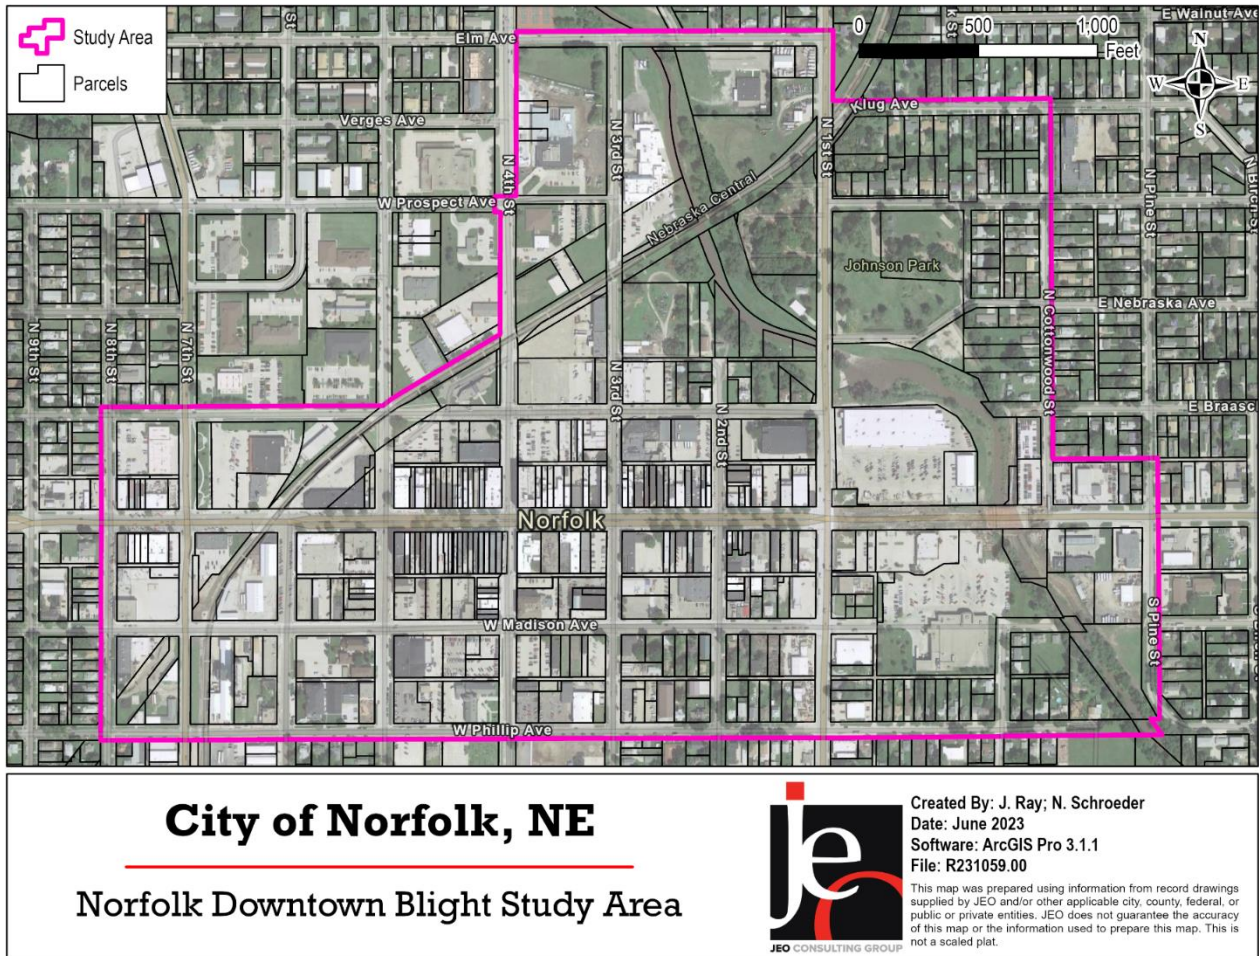 Study Area
Parcels
St
Elm Ave
K St
E Walnut Ave
0 500 1,000
Feet
N
W E
S
Verges Ave
Klug Ave
N 3rd St
N 1st St
N 4th St
W Prospect Ave
Nebraska Central
N Pine St
N Birch St
Johnson Park
N Cottonwood St
E Nebraska Ave
N 9th St
N 8th St
N 7th St
N 3rd St
N 2nd St
E Braasc
Norfolk
W Madison Ave
S Pine St
W Phillip Ave
City of Norfolk, NE
Norfolk Downtown Blight Study Area
jeo
JEO CONSULTING GROUP
Created By: J. Ray; N. Schroeder
Date: June 2023
Software: ArcGIS Pro 3.1.1
File: R231059.00
This map was prepared using information from record drawings
supplied by JEO and/or other applicable city, county, federal, or
public or private entities. JEO does not guarantee the accuracy
of this map or the information used to prepare this map. This is
not a scaled plat.